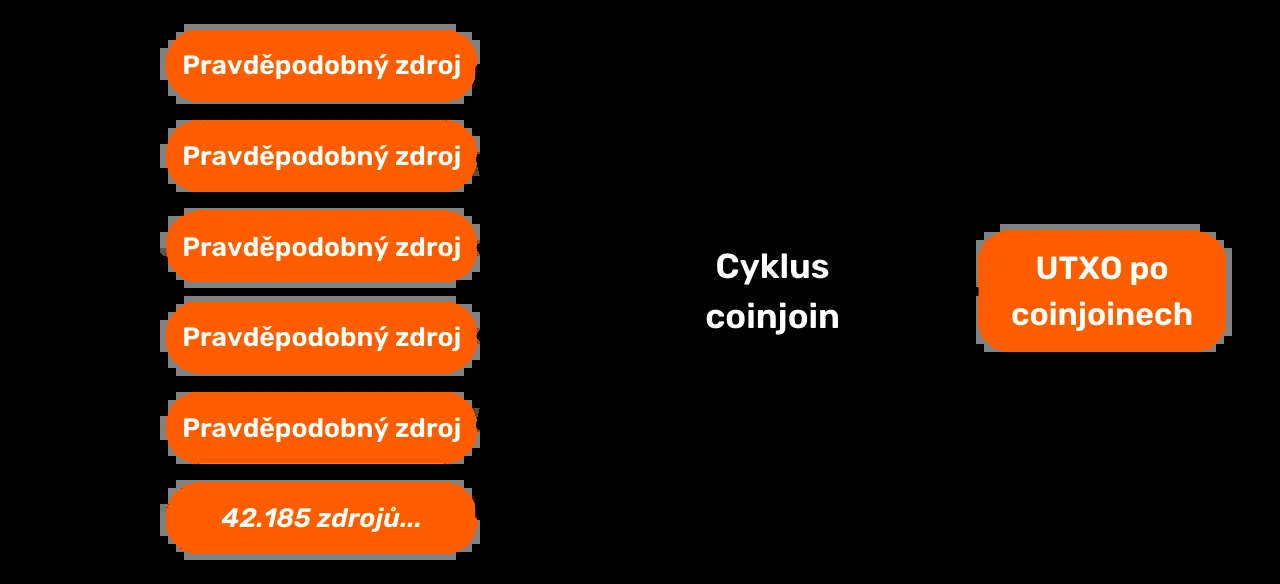 Pravděpodobný zdroj
Pravděpodobný zdroj
Pravděpodobný zdroj
Pravděpodobný zdroj
Pravděpodobný zdroj
42.185 zdrojů...
Cyklus
coinjoin
UTXO po
coinjoinech